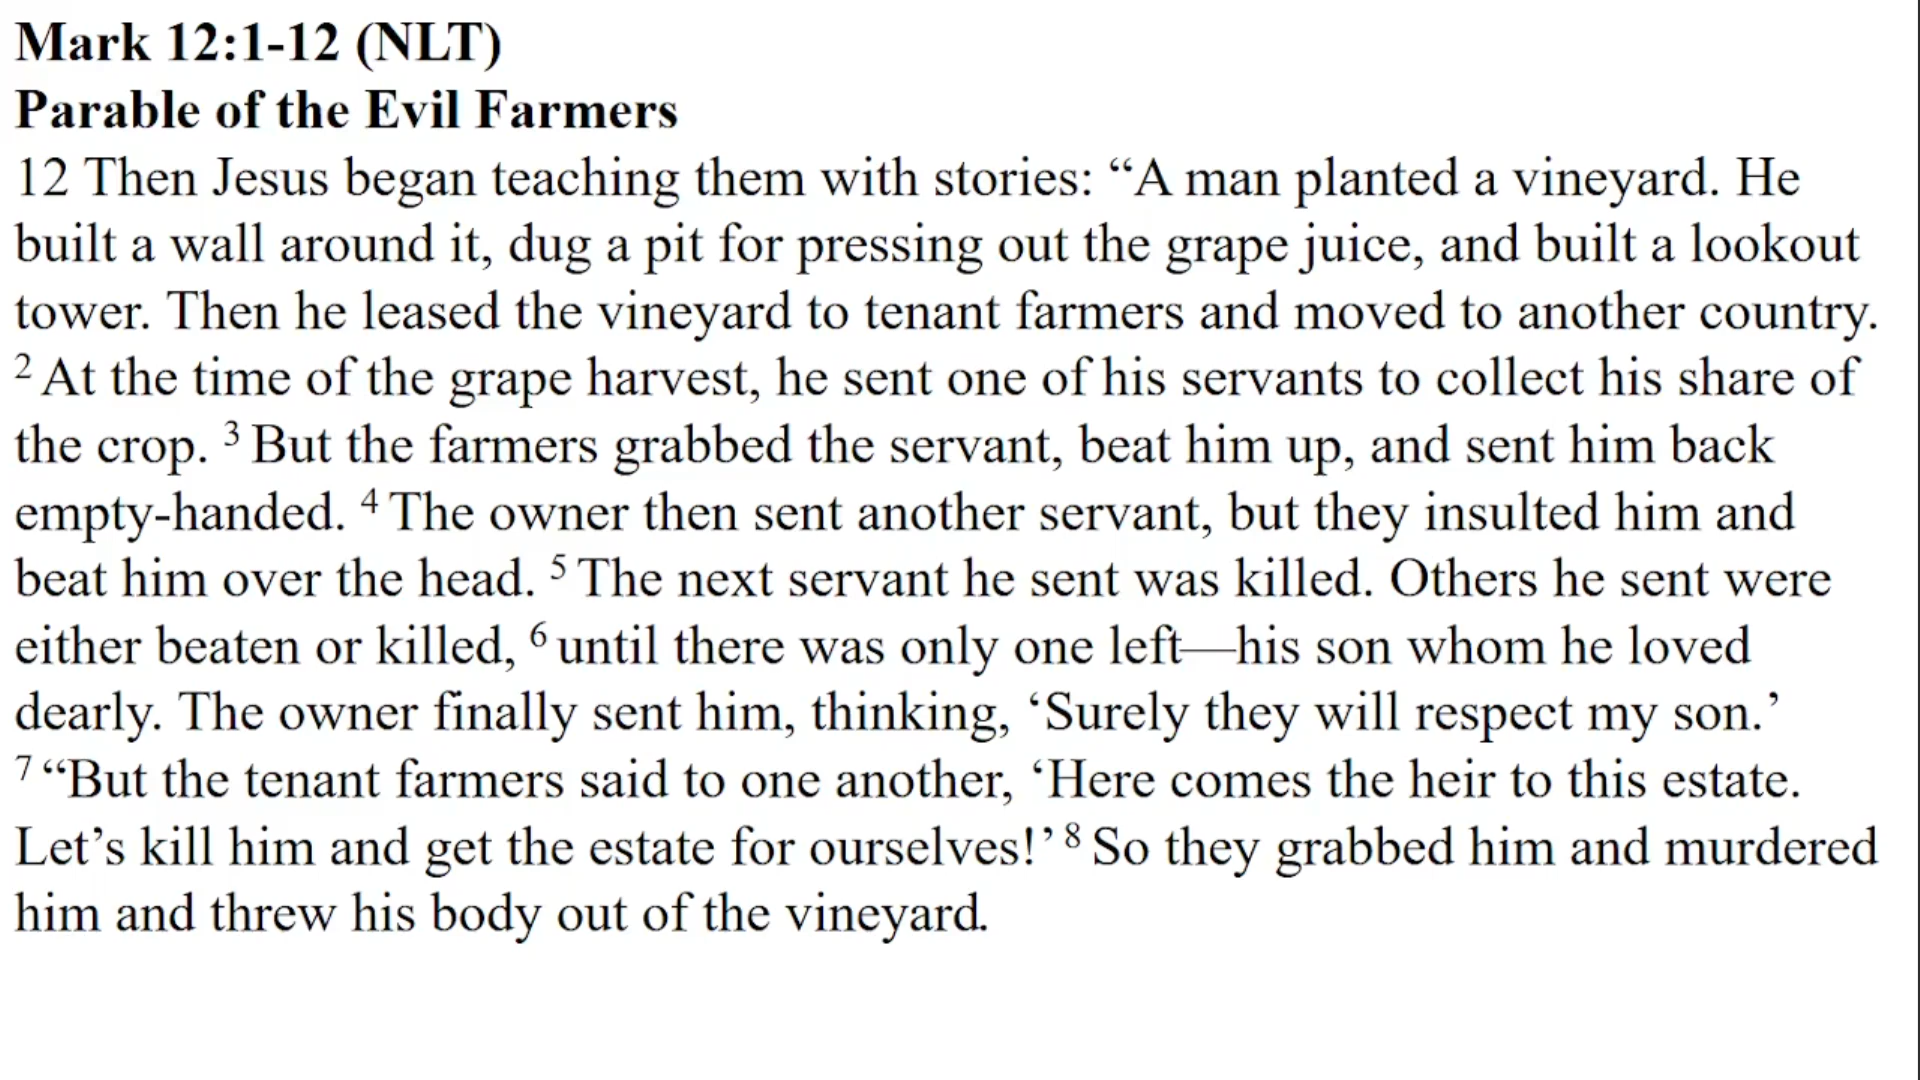 Mark 12:1-12 (NLT)
Parable of the Evil Farmers
12 Then Jesus began teaching them with stories: “A man planted a vineyard. He
built a wall around it, dug a pit for pressing out the grape juice, and built a lookout
tower. Then he leased the vineyard to tenant farmers and moved to another country.
² At the time of the grape harvest, he sent one of his servants to collect his share of
the crop. ³ But the farmers grabbed the servant, beat him up, and sent him back
empty-handed. ⁴ The owner then sent another servant, but they insulted him and
beat him over the head. ⁵ The next servant he sent was killed. Others he sent were
either beaten or killed, ⁶ until there was only one left—his son whom he loved
dearly. The owner finally sent him, thinking, ‘Surely they will respect my son.’
⁷ “But the tenant farmers said to one another, ‘Here comes the heir to this estate.
Let’s kill him and get the estate for ourselves!’ ⁸ So they grabbed him and murdered
him and threw his body out of the vineyard.